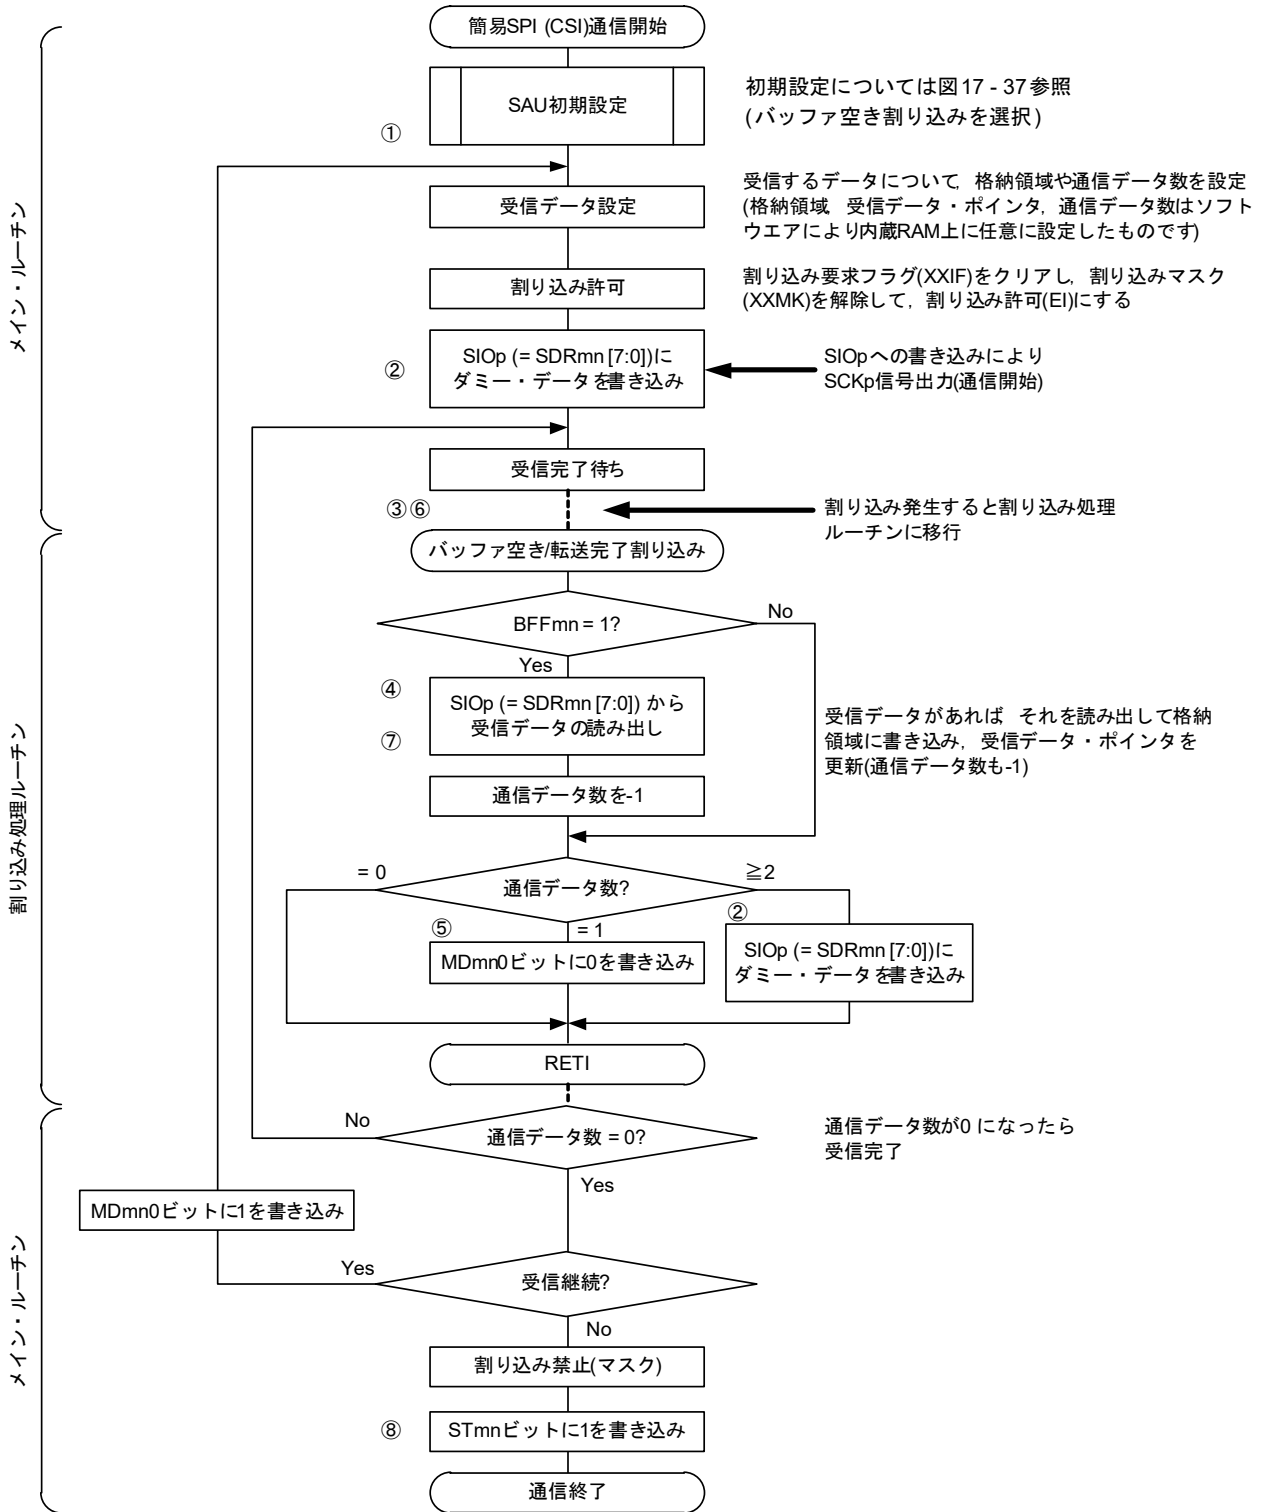 簡易SPI (CSI)通信開始
SAU初期設定
初期設定については図17 - 37参照
(バッファ空き割り込みを選択)
①
受信データ設定
受信するデータについて, 格納領域や通信データ数を設定
(格納領域, 受信データ・ポインタ, 通信データ数はソフト
ウエアにより内蔵RAM上に任意に設定したものです)
メイン・ルーチン
割り込み許可
割り込み要求フラグ(XXIF)をクリアし, 割り込みマスク
(XXMK)を解除して, 割り込み許可(EI)にする
②
SIOp (= SDRmn [7:0])に
ダミー・データを書き込み
SIOpへの書き込みにより
SCKp信号出力(通信開始)
受信完了待ち
③⑥
割り込み発生すると割り込み処理
ルーチンに移行
バッファ空き/転送完了割り込み
BFFmn = 1?
No
Yes
④
SIOp (= SDRmn [7:0]) から
受信データの読み出し
⑦
受信データがあれば, それを読み出して格納
領域に書き込み, 受信データ・ポインタを
更新(通信データ数も-1)
通信データ数を-1
割り込み処理ルーチン
= 0
通信データ数?
≧2
⑤
= 1
②
MDmn0ビットに0を書き込み
SIOp (= SDRmn [7:0])に
ダミー・データを書き込み
RETI
No
通信データ数 = 0?
通信データ数が0 になったら
受信完了
Yes
MDmn0ビットに1を書き込み
メイン・ルーチン
Yes
受信継続?
No
割り込み禁止(マスク)
⑧
STmnビットに1を書き込み
通信終了